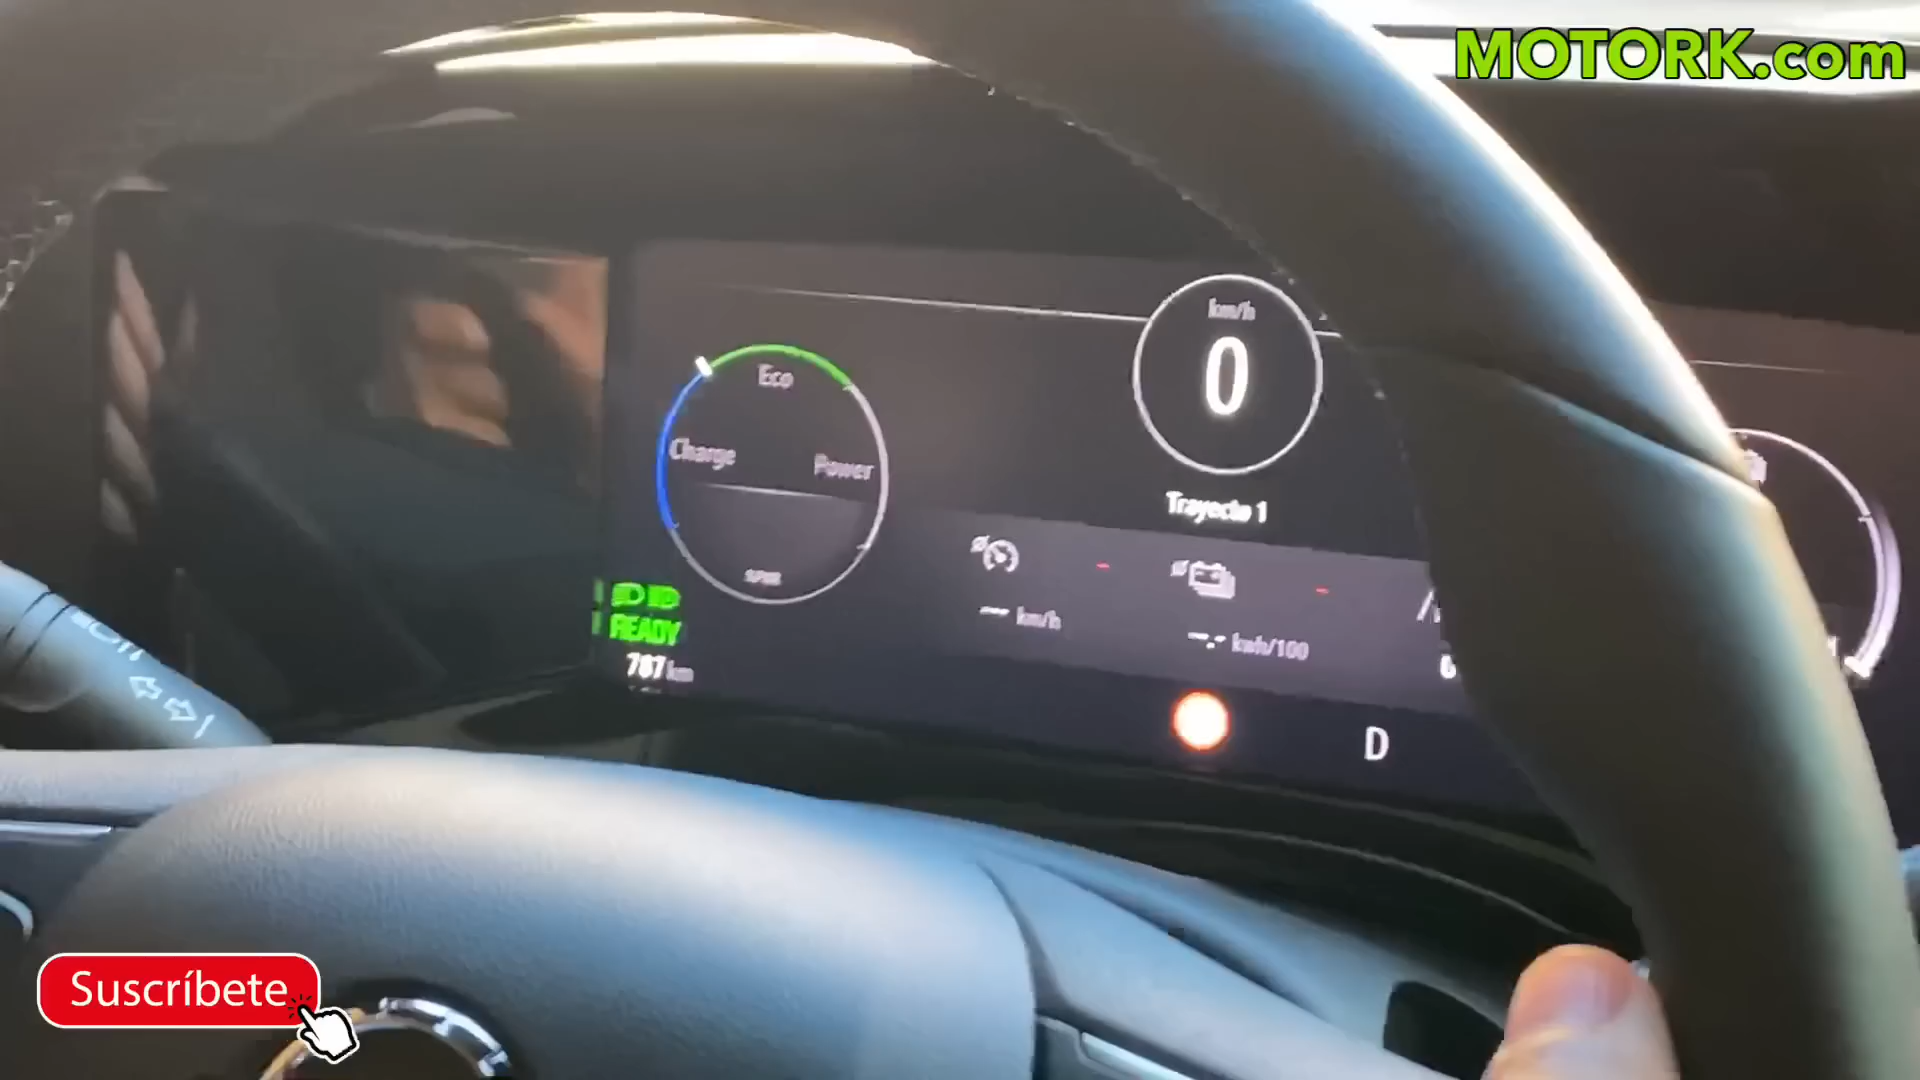 MOTORK.com
km/h
0
Eco
Charge
Power
Trayecto 1
READY
787 km
--- km/h
--.- kwh/100
D
Suscríbete